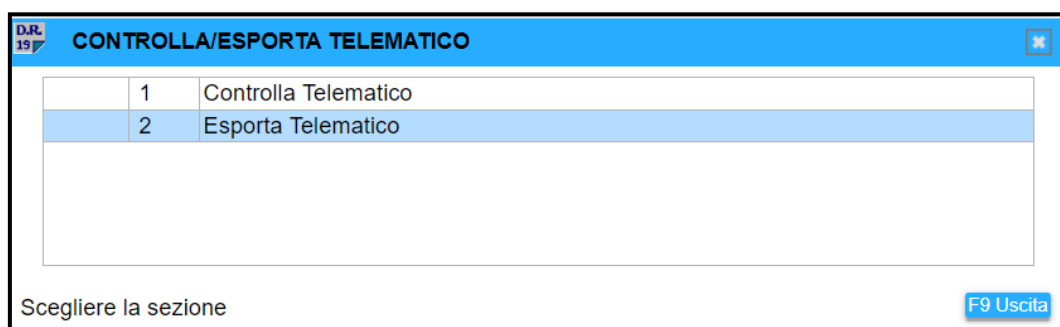 D.R.
19
CONTROLLA/ESPORTA TELEMATICO
1 Controlla Telematico
2 Esporta Telematico
Scegliere la sezione
F9 Uscita